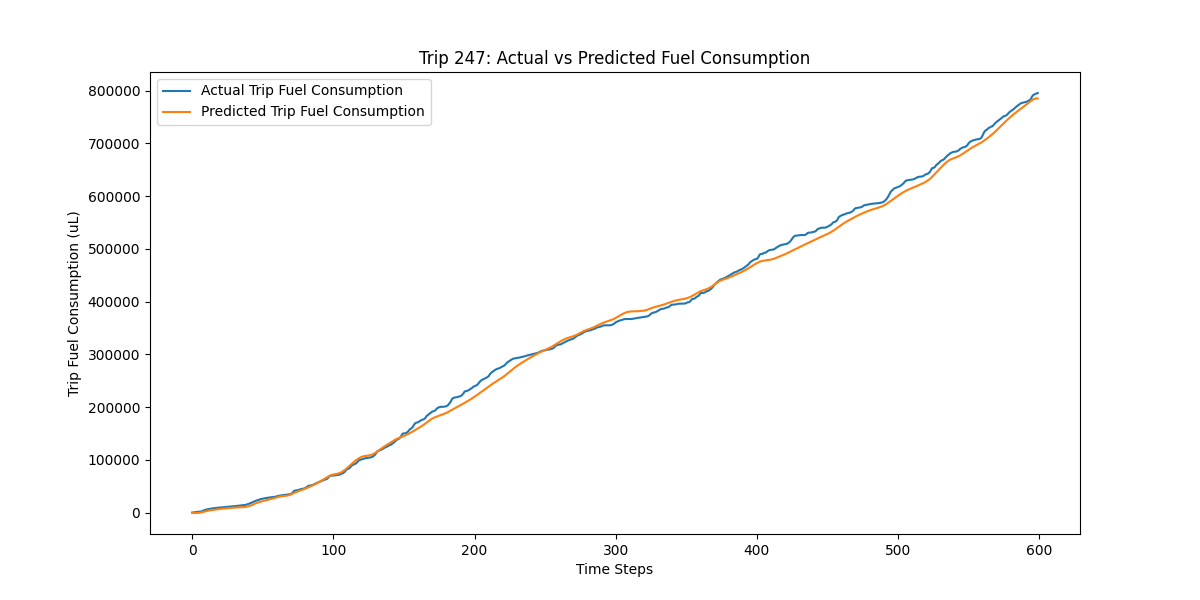 Trip 247: Actual vs Predicted Fuel Consumption
Actual Trip Fuel Consumption
Predicted Trip Fuel Consumption
800000
700000
600000
500000
400000
300000
200000
100000
0
Trip Fuel Consumption (uL)
0 100 200 300 400 500 600
Time Steps